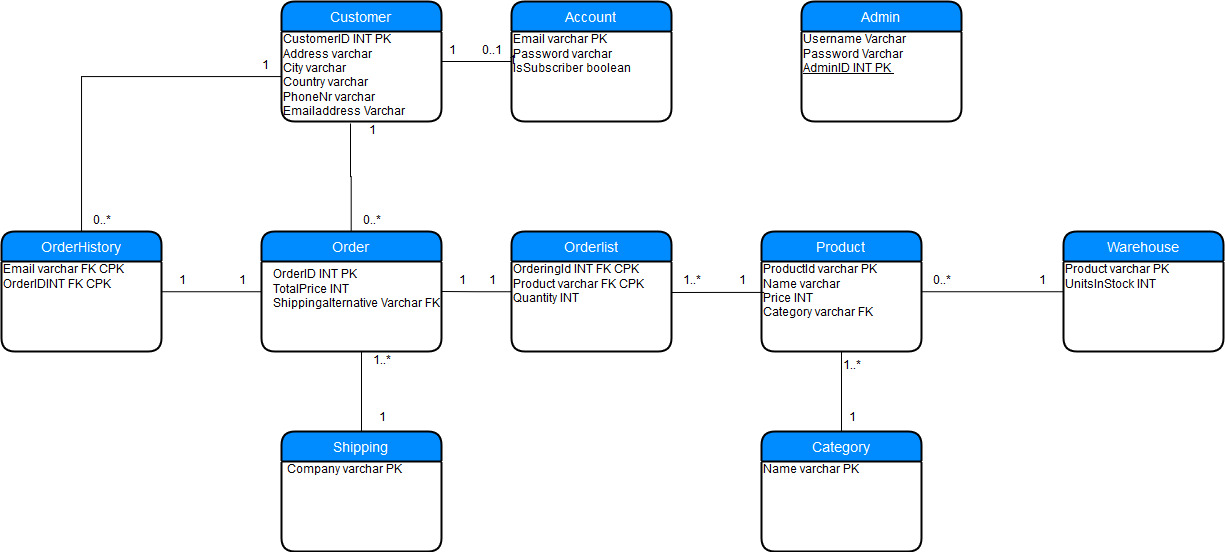 Customer
CustomerID INT PK
Address varchar
City varchar
Country varchar
PhoneNr varchar
Emailaddress Varchar
1
0..1
Account
Email varchar PK
Password varchar
IsSubscriber boolean
Admin
Username Varchar
Password Varchar
AdminID INT PK
1
1
0..*
0..*
OrderHistory
Email varchar FK CPK
OrderIDINT FK CPK
1
1
Order
OrderID INT PK
TotalPrice INT
Shippingalternative Varchar FK
1
1
Orderlist
OrderingId INT FK CPK
Product varchar FK CPK
Quantity INT
1..*
1
Product
ProductId varchar PK
Name varchar
Price INT
Category varchar FK
0..*
1
Warehouse
Product varchar PK
UnitsInStock INT
1..*
1
1..*
1
Shipping
Company varchar PK
Category
Name varchar PK